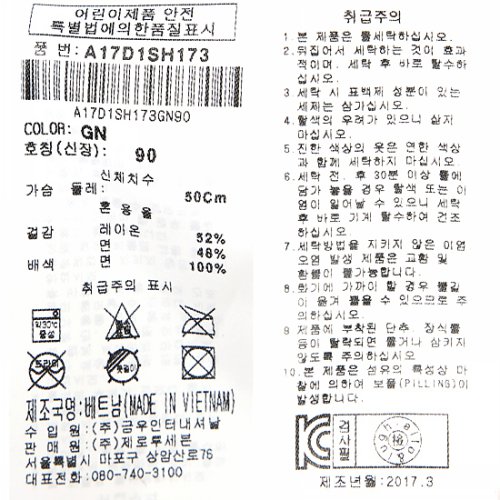 어린이제품 안전
특별법에의한품질표시
품 번: A17D1SH173
A17D1SH173GN90
COLOR: GN
호칭(신장): 90
신체치수
가슴 둘레: 50Cm
혼 용 율
겉감 레이온 52%
면 48%
배색 면 100%
취급주의 표시
약30℃
중성
드라이
옷걸이
제조국명:베트남(MADE IN VIETNAM)
수 입 원: (주)금우인터내셔날
판 매 원: (주)제로투세븐
서울특별시 마포구 상암산로76
대표전화: 080-740-3100
취급주의
1. 본 제품은 물세탁하십시오.
2. 뒤집어서 세탁하는 것이 효과
적이며, 세탁 후 바로 탈수하
십시오.
3. 세탁 시 표백제 성분이 있는
세제는 삼가십시오.
4. 탈색의 우려가 있으니 삶지
마십시오.
5. 진한 색상의 옷은 연한 색상
과 함께 세탁하지 마십시오.
6. 세탁 전, 후 30분 이상 물에
담가 놓을 경우 탈색 또는 이
염이 일어날 수 있으니 세탁
후 바로 기계 탈수하여 건조
하십시오.
7. 세탁방법을 지키지 않은 이염
오염 발생 제품은 교환 및
환불이 불가능합니다.
8. 화기에 가까이 할 경우 불길
이 옮겨 붙을 수 있으므로 주
의하십시오.
9. 제품에 부착된 단추, 장식물
등이 탈락되면 물거나 삼키지
않도록 주의하십시오
10. 본 제품은 섬유의 특성상 마
찰에 의하여 보풀(PILLING)이
발생합니다.
검사필
제조년월:2017.3